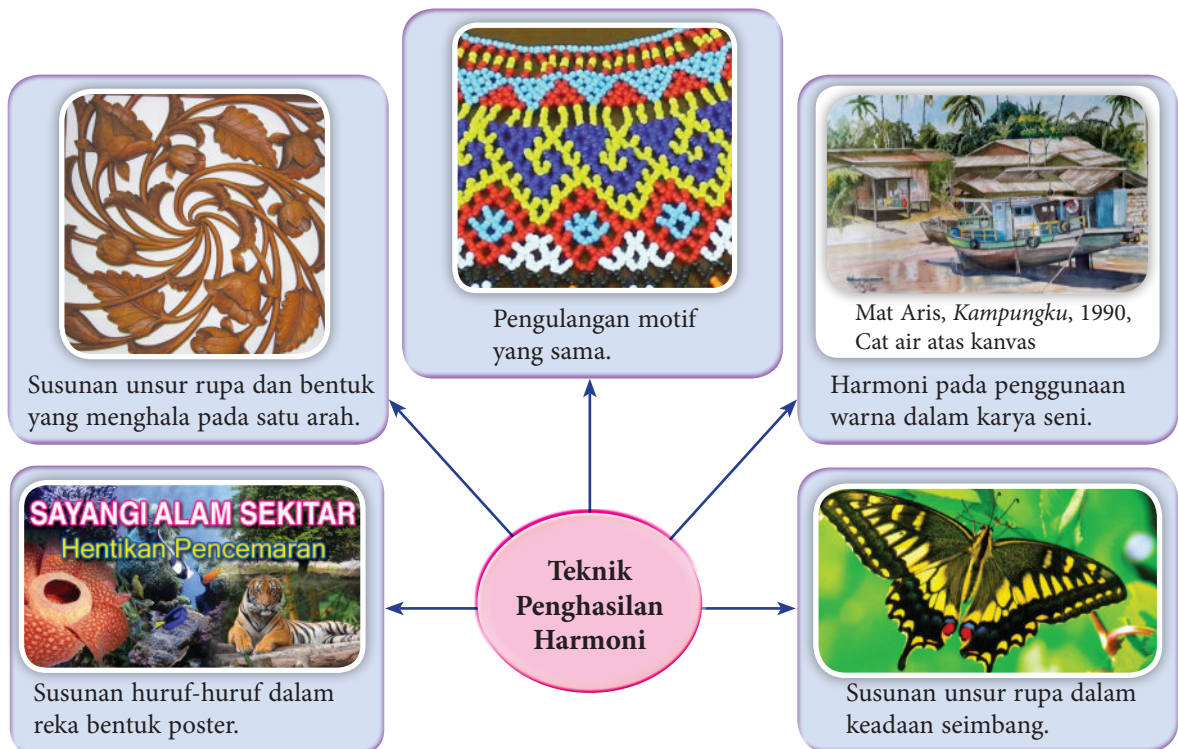 Pengulangan motif
yang sama.
Susunan unsur rupa dan bentuk
yang menghala pada satu arah.
Mat Aris, Kampungku, 1990,
Cat air atas kanvas
Harmoni pada penggunaan
warna dalam karya seni.
Teknik
Penghasilan
Harmoni
SAYANGI ALAM SEKITAR
Hentikan Pencemaran
Susunan huruf-huruf dalam
reka bentuk poster.
Susunan unsur rupa dalam
keadaan seimbang.